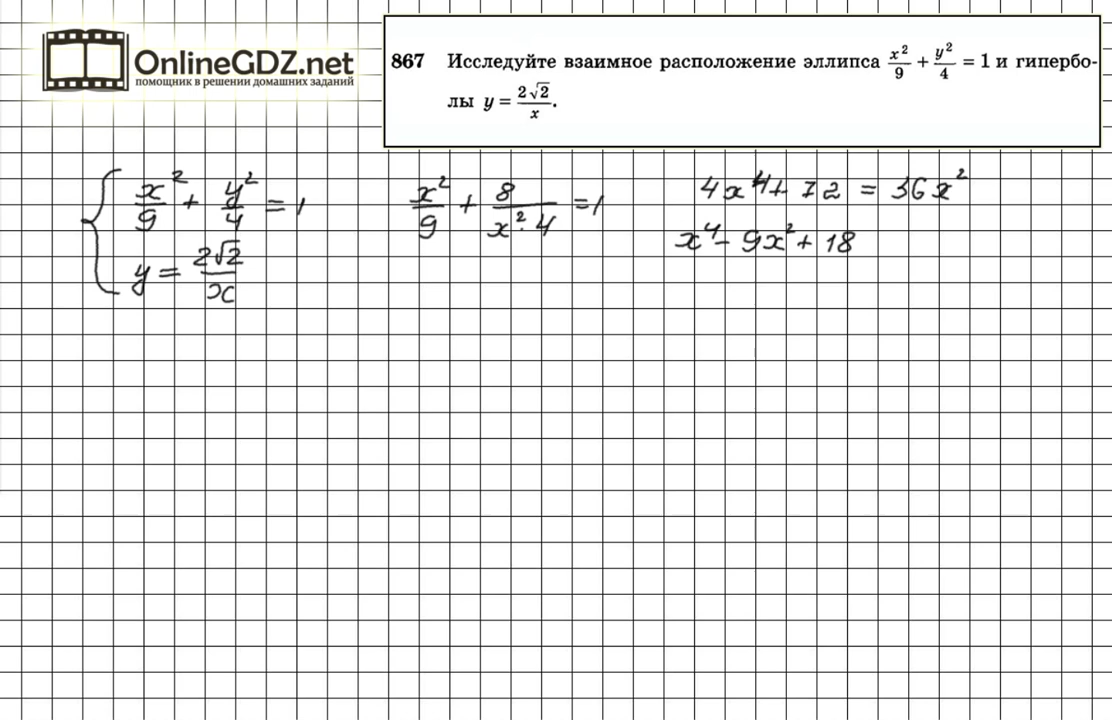 OnlineGDZ.net
помощник в решении домашних заданий
867 Исследуйте взаимное расположение эллипса x²/9 + y²/4 = 1 и гипербо-
лы y = 2√2/x.
{ x²/9 + y²/4 = 1
y = 2√2/x
x²/9 + 8/(x²·4) = 1
4x⁴ + 72 = 36x²
x⁴ - 9x² + 18